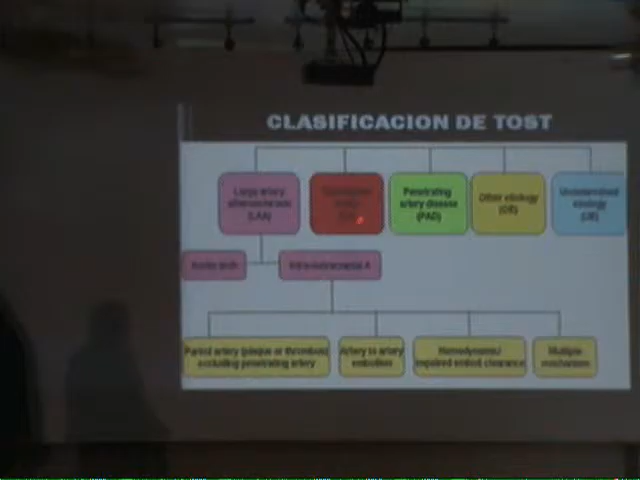 CLASIFICACION DE TOST
Large artery
atherosclerosis
(LAA)
Penetrating
artery disease
(PAD)
Other etiology
(OE)
Undetermined
etiology
(UE)
Aortic arch
Parent artery (plaque or thrombus)
occluding penetrating artery
Artery to artery
embolism
Hemodynamic/
impaired emboli clearance
Multiple
mechanism